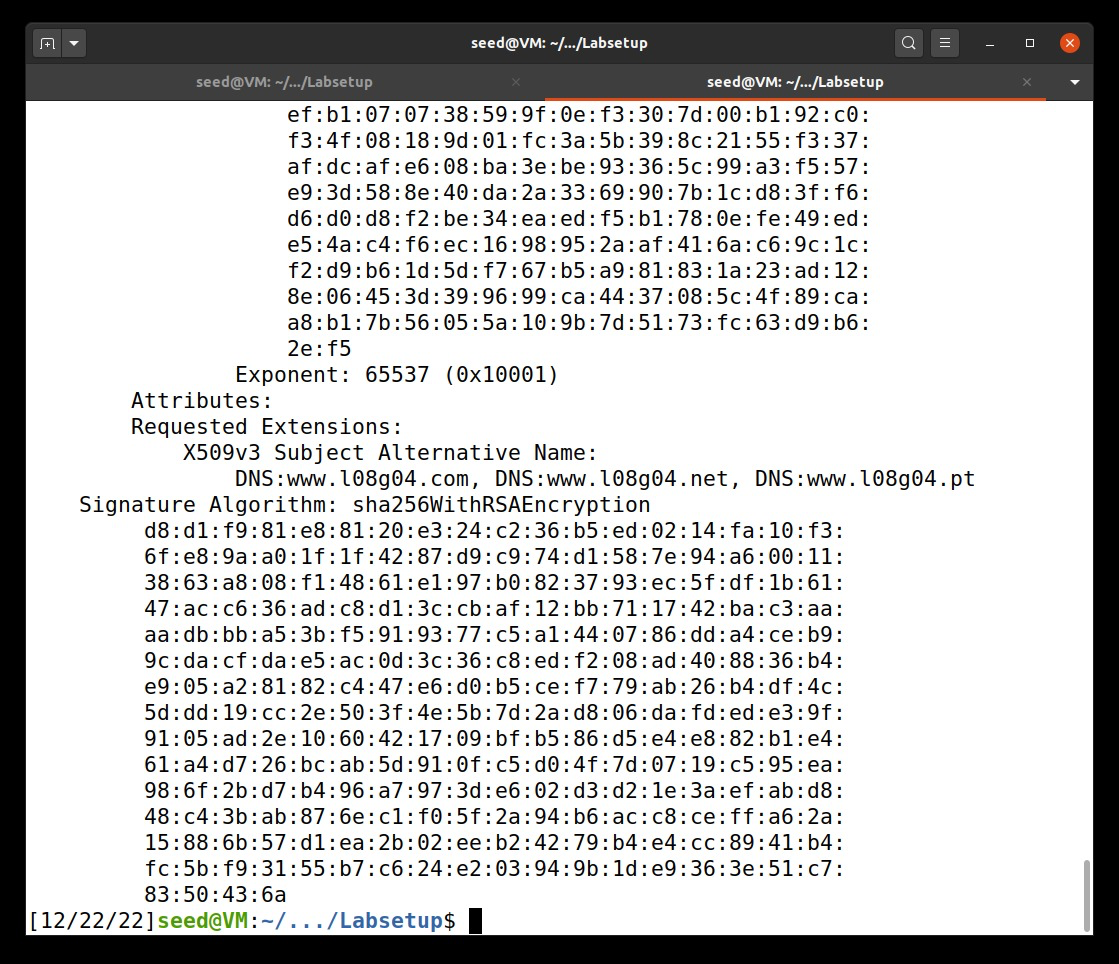 seed@VM: ~/.../Labsetup
seed@VM: ~/.../Labsetup
seed@VM: ~/.../Labsetup
ef:b1:07:07:38:59:9f:0e:f3:30:7d:00:b1:92:c0:
f3:4f:08:18:9d:01:fc:3a:5b:39:8c:21:55:f3:37:
af:dc:af:e6:08:ba:3e:be:93:36:5c:99:a3:f5:57:
e9:3d:58:8e:40:da:2a:33:69:90:7b:1c:d8:3f:f6:
d6:d0:d8:f2:be:34:ea:ed:f5:b1:78:0e:fe:49:ed:
e5:4a:c4:f6:ec:16:98:95:2a:af:41:6a:c6:9c:1c:
f2:d9:b6:1d:5d:f7:67:b5:a9:81:83:1a:23:ad:12:
8e:06:45:3d:39:96:99:ca:44:37:08:5c:4f:89:ca:
a8:b1:7b:56:05:5a:10:9b:7d:51:73:fc:63:d9:b6:
2e:f5
Exponent: 65537 (0x10001)
Attributes:
Requested Extensions:
X509v3 Subject Alternative Name:
DNS:www.l08g04.com, DNS:www.l08g04.net, DNS:www.l08g04.pt
Signature Algorithm: sha256WithRSAEncryption
d8:d1:f9:81:e8:81:20:e3:24:c2:36:b5:ed:02:14:fa:10:f3:
6f:e8:9a:a0:1f:1f:42:87:d9:c9:74:d1:58:7e:94:a6:00:11:
38:63:a8:08:f1:48:61:e1:97:b0:82:37:93:ec:5f:df:1b:61:
47:ac:c6:36:ad:c8:d1:3c:cb:af:12:bb:71:17:42:ba:c3:aa:
aa:db:bb:a5:3b:f5:91:93:77:c5:a1:44:07:86:dd:a4:ce:b9:
9c:da:cf:da:e5:ac:0d:3c:36:c8:ed:f2:08:ad:40:88:36:b4:
e9:05:a2:81:82:c4:47:e6:d0:b5:ce:f7:79:ab:26:b4:df:4c:
5d:dd:19:cc:2e:50:3f:4e:5b:7d:2a:d8:06:da:fd:ed:e3:9f:
91:05:ad:2e:10:60:42:17:09:bf:b5:86:d5:e4:e8:82:b1:e4:
61:a4:d7:26:bc:ab:5d:91:0f:c5:d0:4f:7d:07:19:c5:95:ea:
98:6f:2b:d7:b4:96:a7:97:3d:e6:02:d3:d2:1e:3a:ef:ab:d8:
48:c4:3b:ab:87:6e:c1:f0:5f:2a:94:b6:ac:c8:ce:ff:a6:2a:
15:88:6b:57:d1:ea:2b:02:ee:b2:42:79:b4:e4:cc:89:41:b4:
fc:5b:f9:31:55:b7:c6:24:e2:03:94:9b:1d:e9:36:3e:51:c7:
83:50:43:6a
[12/22/22]seed@VM:~/.../Labsetup$